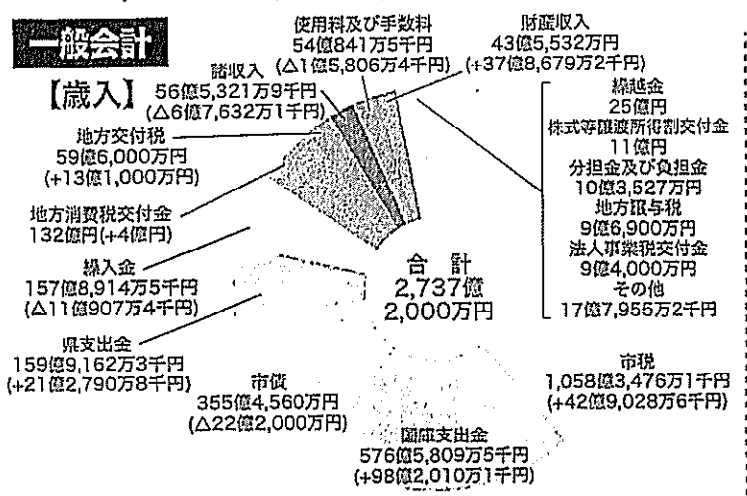 一般会計
【歳入】
使用料及び手数料
54億841万5千円
(△1億5,806万4千円)
財産収入
43億5,532万円
(+37億8,679万2千円)
諸収入
56億5,321万9千円
(△6億7,632万1千円)
地方交付税
59億6,000万円
(+13億1,000万円)
地方消費税交付金
132億円(+4億円)
繰入金
157億8,914万5千円
(△11億907万4千円)
県支出金
159億9,162万3千円
(+21億2,790万8千円)
市債
355億4,560万円
(△22億2,000万円)
国庫支出金
576億5,809万5千円
(+98億2,010万1千円)
市税
1,058億3,476万1千円
(+42億9,028万6千円)
合計
2,737億
2,000万円
繰越金
25億円
株式等譲渡所得割交付金
11億円
分担金及び負担金
10億3,527万円
地方譲与税
9億6,900万円
法人事業税交付金
9億4,000万円
その他
17億7,955万2千円